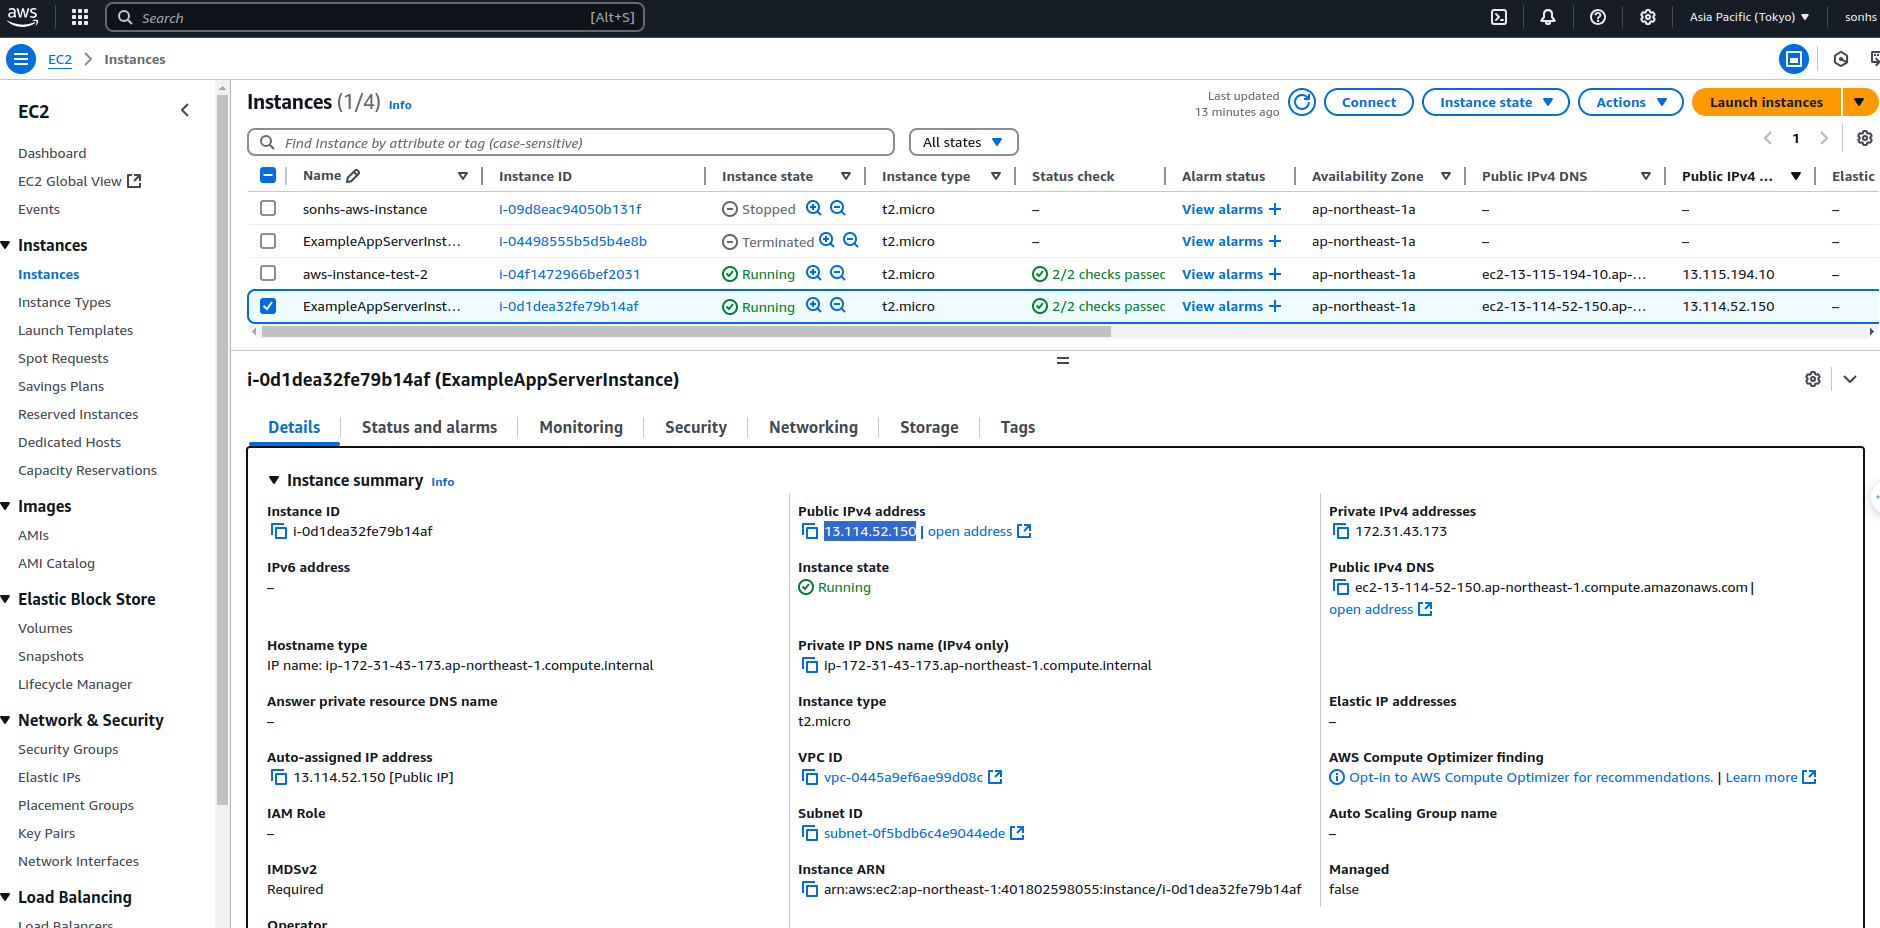 aws
Search [Alt+S] Asia Pacific (Tokyo) sonhs
EC2 Instances
EC2
Dashboard
EC2 Global View
Events
Instances
Instances
Instance Types
Launch Templates
Spot Requests
Savings Plans
Reserved Instances
Dedicated Hosts
Capacity Reservations
Images
AMIs
AMI Catalog
Elastic Block Store
Volumes
Snapshots
Lifecycle Manager
Network & Security
Security Groups
Elastic IPs
Placement Groups
Key Pairs
Network Interfaces
Load Balancing
Load Balancers
Instances (1/4) Info
Last updated
13 minutes ago
Connect Instance state Actions Launch instances
Find Instance by attribute or tag (case-sensitive) All states 1
Name Instance ID Instance state Instance type Status check Alarm status Availability Zone Public IPv4 DNS Public IPv4 ... Elastic
sonhs-aws-instance i-09d8eac94050b131f Stopped t2.micro – View alarms + ap-northeast-1a – – –
ExampleAppServerInst... i-04498555b5d5b4e8b Terminated t2.micro – View alarms + ap-northeast-1a – – –
aws-instance-test-2 i-04f1472966bef2031 Running t2.micro 2/2 checks passec View alarms + ap-northeast-1a ec2-13-115-194-10.ap-... 13.115.194.10 –
ExampleAppServerInst... i-0d1dea32fe79b14af Running t2.micro 2/2 checks passec View alarms + ap-northeast-1a ec2-13-114-52-150.ap-... 13.114.52.150 –
i-0d1dea32fe79b14af (ExampleAppServerInstance)
Details Status and alarms Monitoring Security Networking Storage Tags
Instance summary Info
Instance ID
i-0d1dea32fe79b14af
Public IPv4 address
13.114.52.150 | open address
Private IPv4 addresses
172.31.43.173
IPv6 address
–
Instance state
Running
Public IPv4 DNS
ec2-13-114-52-150.ap-northeast-1.compute.amazonaws.com |
open address
Hostname type
IP name: ip-172-31-43-173.ap-northeast-1.compute.internal
Private IP DNS name (IPv4 only)
ip-172-31-43-173.ap-northeast-1.compute.internal
Answer private resource DNS name
–
Instance type
t2.micro
Elastic IP addresses
–
Auto-assigned IP address
13.114.52.150 [Public IP]
VPC ID
vpc-0445a9ef6ae99d08c
AWS Compute Optimizer finding
Opt-in to AWS Compute Optimizer for recommendations. | Learn more
IAM Role
–
Subnet ID
subnet-0f5bdb6c4e9044ede
Auto Scaling Group name
–
IMDSv2
Required
Instance ARN
arn:aws:ec2:ap-northeast-1:401802598055:instance/i-0d1dea32fe79b14af
Managed
false
Operator